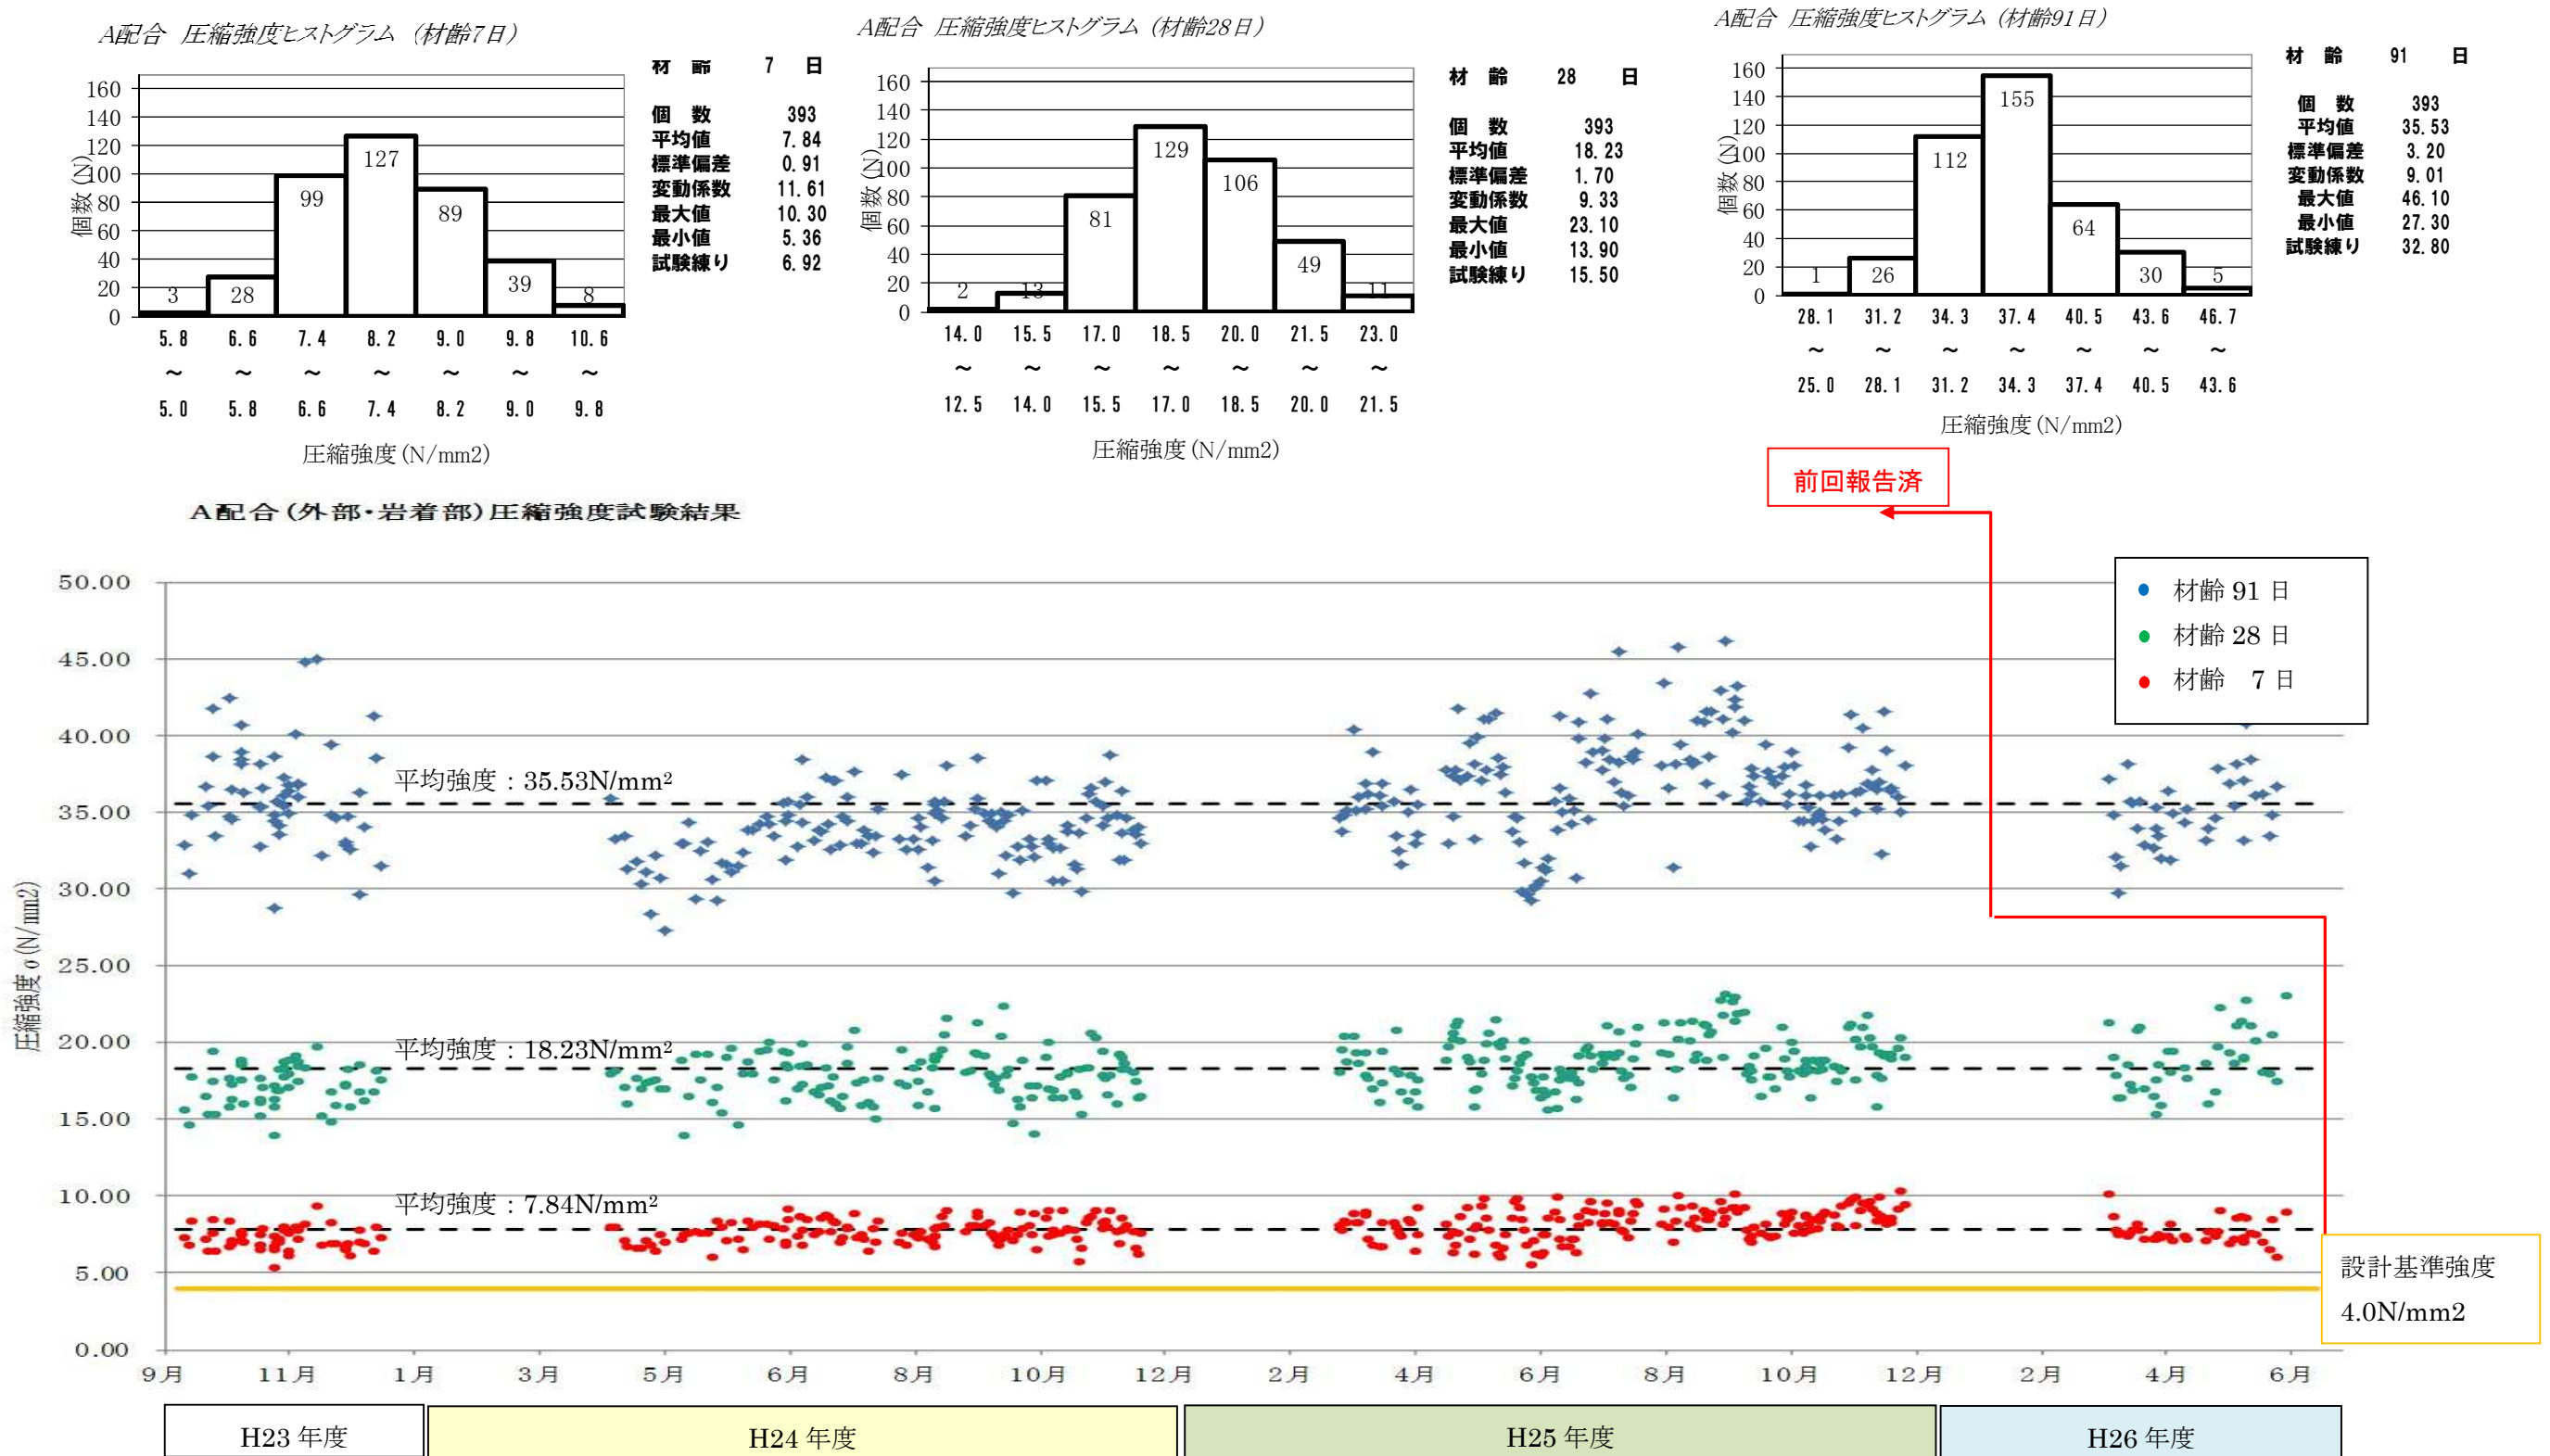 A配合 圧縮強度ヒストグラム (材齢7日)
160
140
120
100
80
60
40
20
0
個数(N)
3
28
99
127
89
39
8
5.8 6.6 7.4 8.2 9.0 9.8 10.6
～ ～ ～ ～ ～ ～ ～
5.0 5.8 6.6 7.4 8.2 9.0 9.8
圧縮強度(N/mm2)
材 齢 7 日
個 数 393
平均値 7.84
標準偏差 0.91
変動係数 11.61
最大値 10.30
最小値 5.36
試験練り 6.92
A配合 圧縮強度ヒストグラム (材齢28日)
160
140
120
100
80
60
40
20
0
個数(N)
2
13
81
129
106
49
11
14.0 15.5 17.0 18.5 20.0 21.5 23.0
～ ～ ～ ～ ～ ～ ～
12.5 14.0 15.5 17.0 18.5 20.0 21.5
圧縮強度(N/mm2)
材 齢 28 日
個 数 393
平均値 18.23
標準偏差 1.70
変動係数 9.33
最大値 23.10
最小値 13.90
試験練り 15.50
A配合 圧縮強度ヒストグラム (材齢91日)
160
140
120
100
80
60
40
20
0
個数(N)
1
26
112
155
64
30
5
28.1 31.2 34.3 37.4 40.5 43.6 46.7
～ ～ ～ ～ ～ ～ ～
25.0 28.1 31.2 34.3 37.4 40.5 43.6
圧縮強度(N/mm2)
材 齢 91 日
個 数 393
平均値 35.53
標準偏差 3.20
変動係数 9.01
最大値 46.10
最小値 27.30
試験練り 32.80
前回報告済
A配合(外部・岩着部)圧縮強度試験結果
材齢 91 日
材齢 28 日
材齢 7 日
50.00
45.00
40.00
35.00
30.00
25.00
20.00
15.00
10.00
5.00
0.00
圧縮強度σ(N/mm2)
平均強度：35.53N/mm²
平均強度：18.23N/mm²
平均強度：7.84N/mm²
設計基準強度
4.0N/mm2
9月 11月 1月 3月 5月 6月 8月 10月 12月 2月 4月 6月 8月 10月 12月 2月 4月 6月
H23 年度 H24 年度 H25 年度 H26 年度